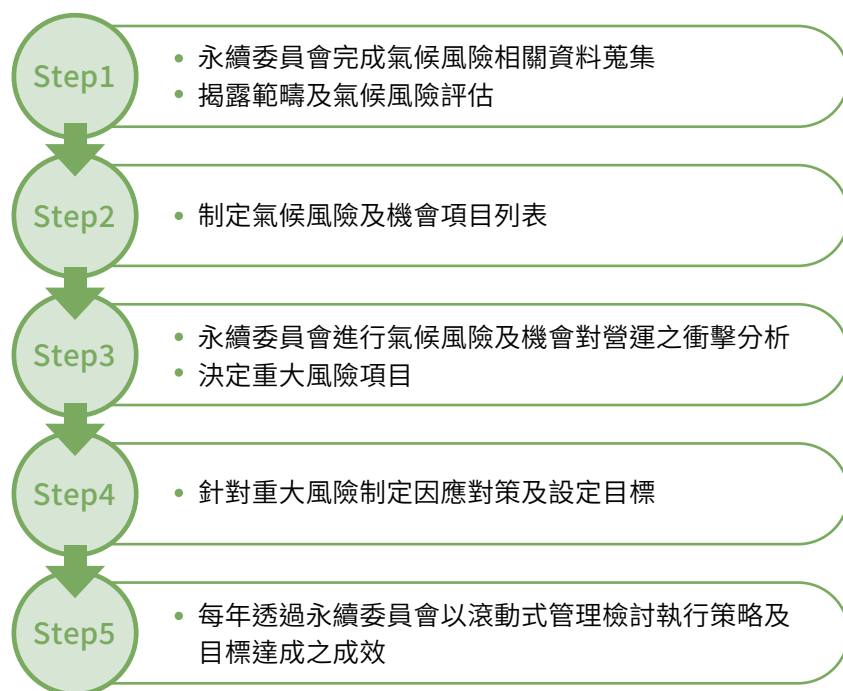 Step1
• 永續委員會完成氣候風險相關資料蒐集
• 揭露範疇及氣候風險評估
Step2
• 制定氣候風險及機會項目列表
Step3
• 永續委員會進行氣候風險及機會對營運之衝擊分析
• 決定重大風險項目
Step4
• 針對重大風險制定因應對策及設定目標
Step5
• 每年透過永續委員會以滾動式管理檢討執行策略及
目標達成之成效